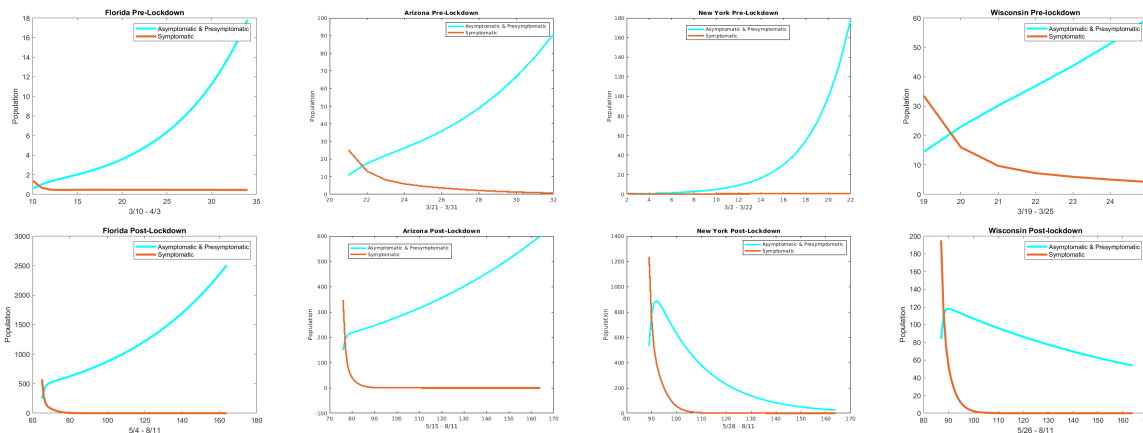 Florida Pre-Lockdown
18
16
14
12
10
8
6
4
2
0
Population
10 15 20 25 30 35
3/10 - 4/3
Asymptomatic & Presymptomatic
Symptomatic
Arizona Pre-Lockdown
100
90
80
70
60
50
40
30
20
10
0
Population
20 22 24 26 28 30 32
3/21 - 3/31
Asymptomatic & Presymptomatic
Symptomatic
New York Pre-Lockdown
180
160
140
120
100
80
60
40
20
0
Population
2 4 6 8 10 12 14 16 18 20 22
3/2 - 3/22
Asymptomatic & Presymptomatic
Symptomatic
Wisconsin Pre-lockdown
60
50
40
30
20
10
0
Population
19 20 21 22 23 24
3/19 - 3/25
Asymptomatic & Presymptomatic
Symptomatic
Florida Post-Lockdown
3000
2500
2000
1500
1000
500
0
Population
60 80 100 120 140 160 180
5/4 - 8/11
Asymptomatic & Presymptomatic
Symptomatic
Arizona Post-Lockdown
600
500
400
300
200
100
0
-100
Population
70 80 90 100 110 120 130 140 150 160 170
5/15 - 8/11
Asymptomatic & Presymptomatic
Symptomatic
New York Post-Lockdown
1400
1200
1000
800
600
400
200
0
Population
80 90 100 110 120 130 140 150 160 170
5/28 - 8/11
Asymptomatic & Presymptomatic
Symptomatic
Wisconsin Post-lockdown
200
180
160
140
120
100
80
60
40
20
0
Population
80 90 100 110 120 130 140 150 160
5/26 - 8/11
Asymptomatic & Presymptomatic
Symptomatic